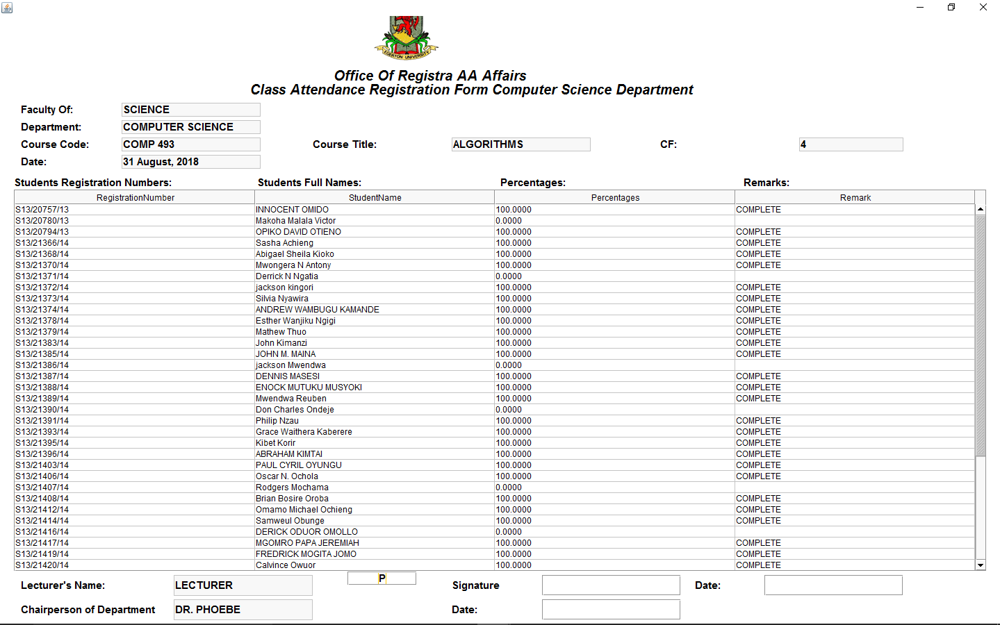 EGERTON UNIVERSITY
Office Of Registra AA Affairs
Class Attendance Registration Form Computer Science Department
Faculty Of: SCIENCE
Department: COMPUTER SCIENCE
Course Code: COMP 493 Course Title: ALGORITHMS CF: 4
Date: 31 August, 2018
Students Registration Numbers: Students Full Names: Percentages: Remarks:
RegistrationNumber StudentName Percentages Remark
S13/20757/13 INNOCENT OMIDO 100.0000 COMPLETE
S13/20780/13 Makoha Malala Victor 0.0000
S13/20794/13 OPIKO DAVID OTIENO 100.0000 COMPLETE
S13/21366/14 Sasha Achieng 100.0000 COMPLETE
S13/21368/14 Abigael Sheila Kioko 100.0000 COMPLETE
S13/21370/14 Mwongera N Antony 100.0000 COMPLETE
S13/21371/14 Derrick N Ngatia 0.0000
S13/21372/14 jackson kingori 100.0000 COMPLETE
S13/21373/14 Silvia Nyawira 100.0000 COMPLETE
S13/21374/14 ANDREW WAMBUGU KAMANDE 100.0000 COMPLETE
S13/21378/14 Esther Wanjiku Ngigi 100.0000 COMPLETE
S13/21379/14 Mathew Thuo 100.0000 COMPLETE
S13/21383/14 John Kimanzi 100.0000 COMPLETE
S13/21385/14 JOHN M. MAINA 100.0000 COMPLETE
S13/21386/14 jackson Mwendwa 0.0000
S13/21387/14 DENNIS MASESI 100.0000 COMPLETE
S13/21388/14 ENOCK MUTUKU MUSYOKI 100.0000 COMPLETE
S13/21389/14 Mwendwa Reuben 100.0000 COMPLETE
S13/21390/14 Don Charles Ondeje 0.0000
S13/21391/14 Philip Nzau 100.0000 COMPLETE
S13/21393/14 Grace Waithera Kaberere 100.0000 COMPLETE
S13/21395/14 Kibet Korir 100.0000 COMPLETE
S13/21396/14 ABRAHAM KIMTAI 100.0000 COMPLETE
S13/21403/14 PAUL CYRIL OYUNGU 100.0000 COMPLETE
S13/21406/14 Oscar N. Ochola 100.0000 COMPLETE
S13/21407/14 Rodgers Mochama 0.0000
S13/21408/14 Brian Bosire Oroba 100.0000 COMPLETE
S13/21412/14 Omamo Michael Ochieng 100.0000 COMPLETE
S13/21414/14 Samweul Obunge 100.0000 COMPLETE
S13/21416/14 DERICK ODUOR OMOLLO 0.0000
S13/21417/14 MGOMRO PAPA JEREMIAH 100.0000 COMPLETE
S13/21419/14 FREDRICK MOGITA JOMO 100.0000 COMPLETE
S13/21420/14 Calvince Owuor 100.0000 COMPLETE
Lecturer's Name: LECTURER P Signature Date:
Chairperson of Department DR. PHOEBE Date: